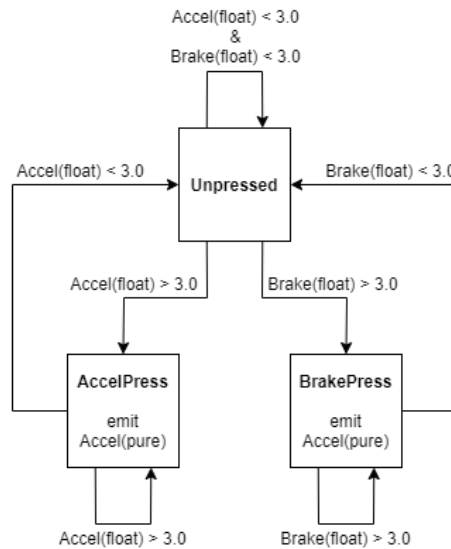 Accel(float) < 3.0
&
Brake(float) < 3.0
Accel(float) < 3.0
Unpressed
Brake(float) < 3.0
Accel(float) > 3.0
Brake(float) > 3.0
AccelPress
emit
Accel(pure)
BrakePress
emit
Accel(pure)
Accel(float) > 3.0
Brake(float) > 3.0